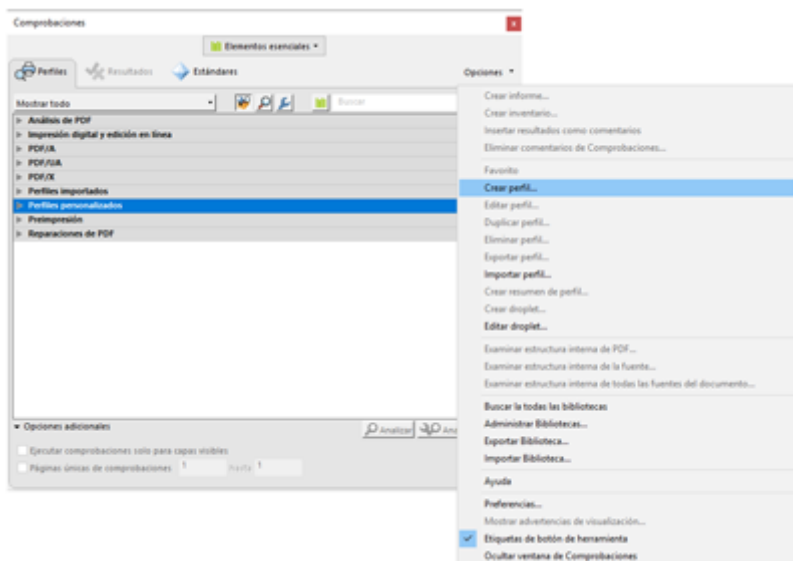 Comprobaciones
Elementos esenciales
Perfiles
Resultados
Estándares
Opciones
Mostrar todo
Buscar
Análisis de PDF
Impresión digital y edición en línea
PDF/A
PDF/UA
PDF/X
Perfiles importados
Perfiles personalizados
Preimpresión
Reparaciones de PDF
Opciones adicionales
Analizar
Ana
Ejecutar comprobaciones solo para capas visibles
Páginas únicas de comprobaciones 1 hasta 1
Crear informe...
Crear inventario...
Insertar resultados como comentarios
Eliminar comentarios de Comprobaciones...
Favorito
Crear perfil...
Editar perfil...
Duplicar perfil...
Eliminar perfil...
Exportar perfil...
Importar perfil...
Crear resumen de perfil...
Crear droplet...
Editar droplet...
Examinar estructura interna de PDF...
Examinar estructura interna de la fuente...
Examinar estructura interna de todas las fuentes del documento...
Buscar la todas las bibliotecas
Administrar Bibliotecas...
Exportar Biblioteca...
Importar Biblioteca...
Ayuda
Preferencias...
Mostrar advertencias de visualización...
Etiquetas de botón de herramienta
Ocultar ventana de Comprobaciones